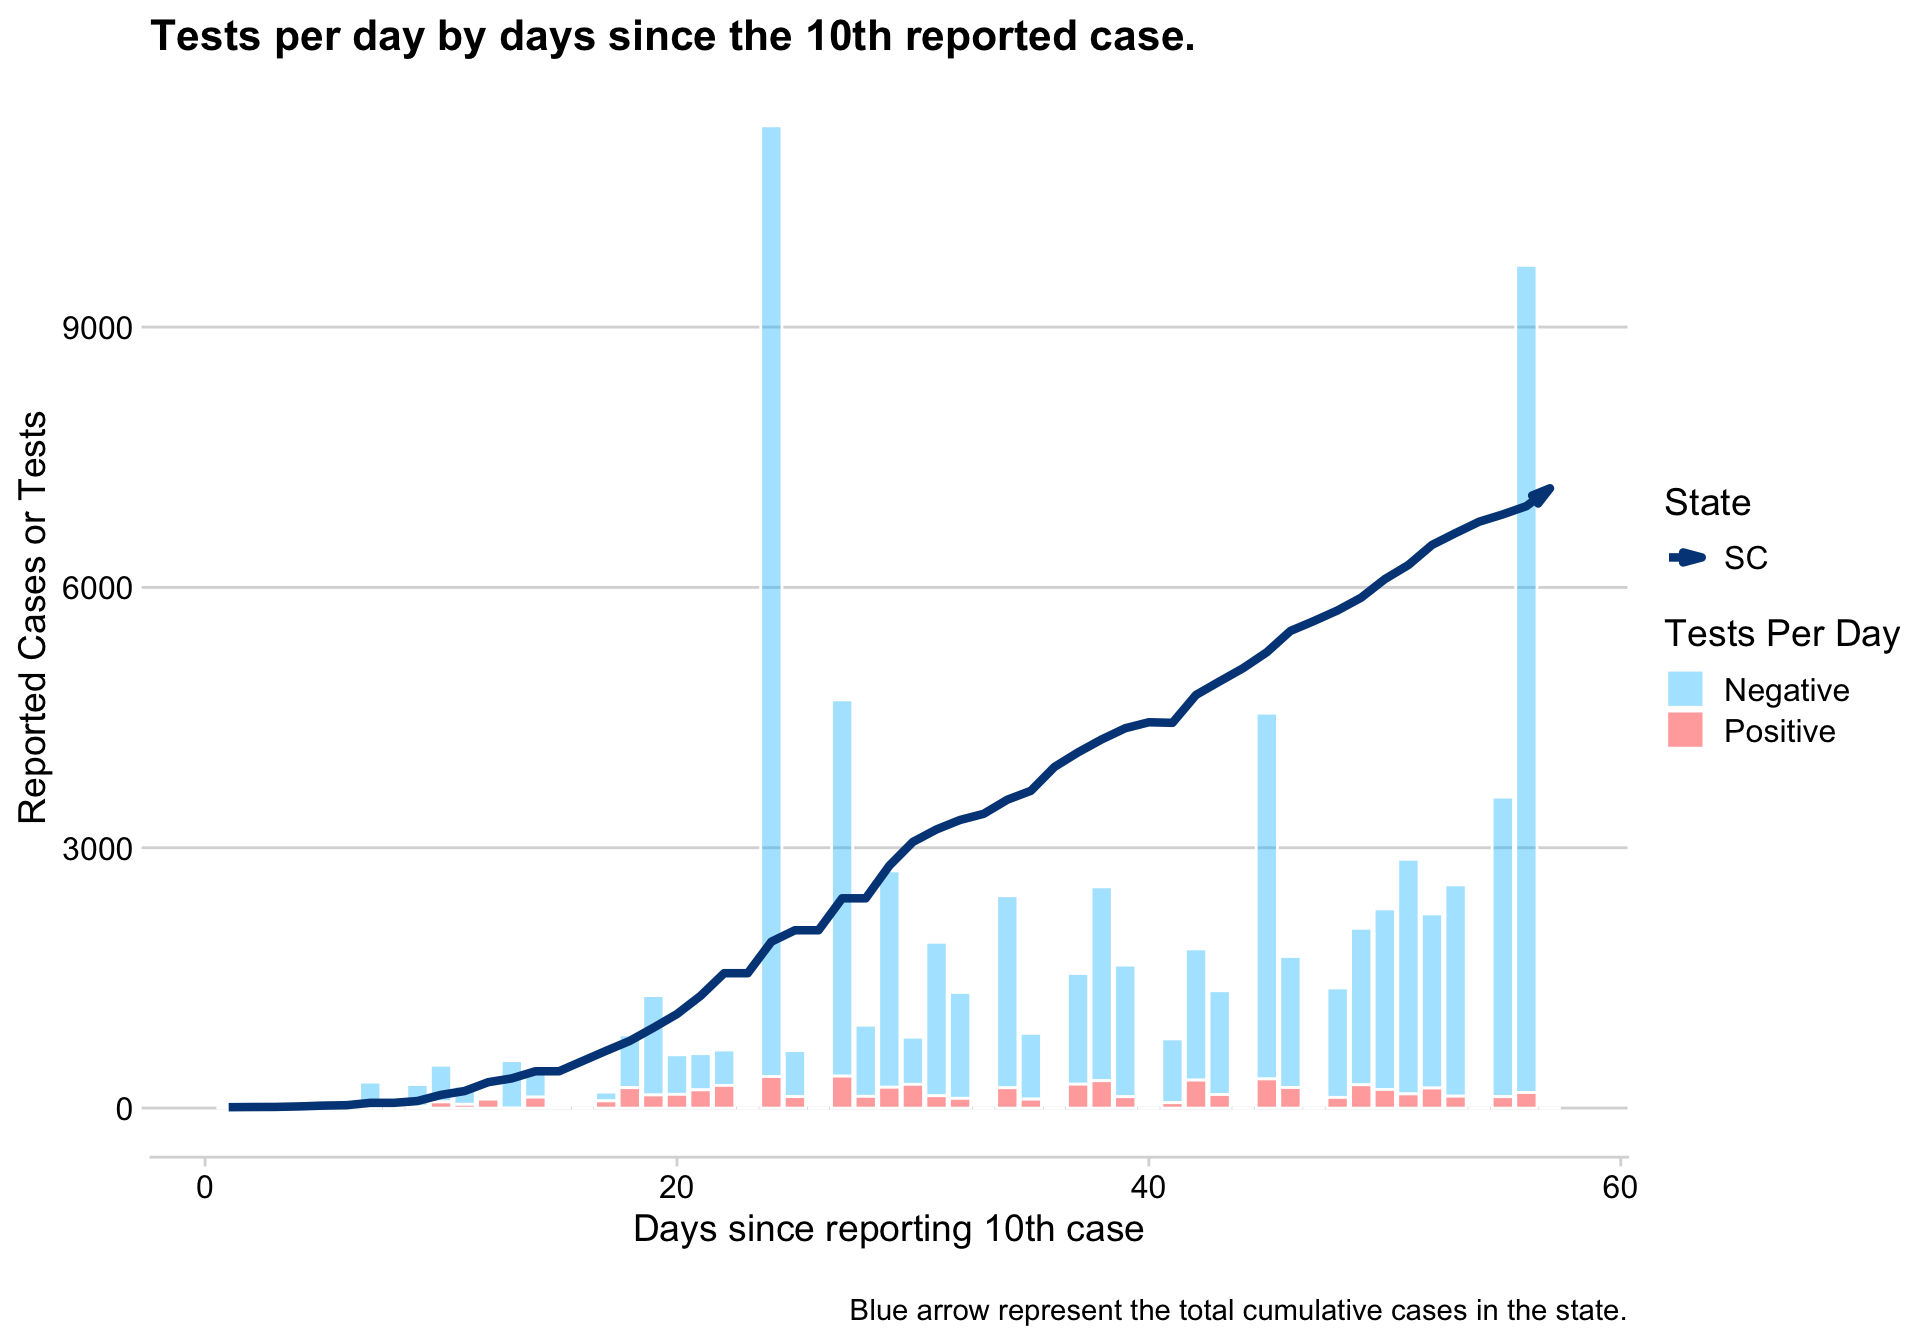 Tests per day by days since the 10th reported case.
Reported Cases or Tests
9000
6000
3000
0
0 20 40 60
Days since reporting 10th case
State
SC
Tests Per Day
Negative
Positive
Blue arrow represent the total cumulative cases in the state.